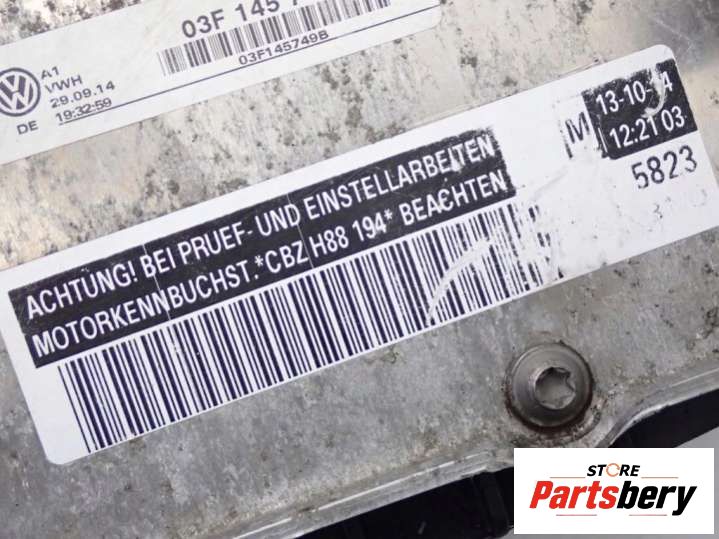 03F 145
03F145749B
A1
VWH
29.09.14
DE 19:32:59
ACHTUNG! BEI PRUEF- UND EINSTELLARBEITEN
MOTORKENNBUCHST.*CBZ H88 194* BEACHTEN
M
13-10-
12:21 03
5823
STORE
Partsbery